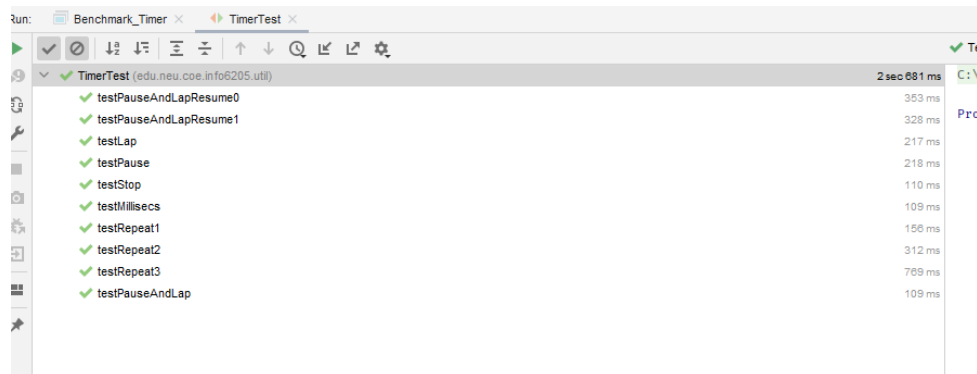 Run: Benchmark_Timer × TimerTest ×
TimerTest (edu.neu.coe.info6205.util) 2 sec 681 ms
testPauseAndLapResume0 353 ms
testPauseAndLapResume1 328 ms
testLap 217 ms
testPause 218 ms
testStop 110 ms
testMillisecs 109 ms
testRepeat1 156 ms
testRepeat2 312 ms
testRepeat3 769 ms
testPauseAndLap 109 ms
Te
C:\
Pro